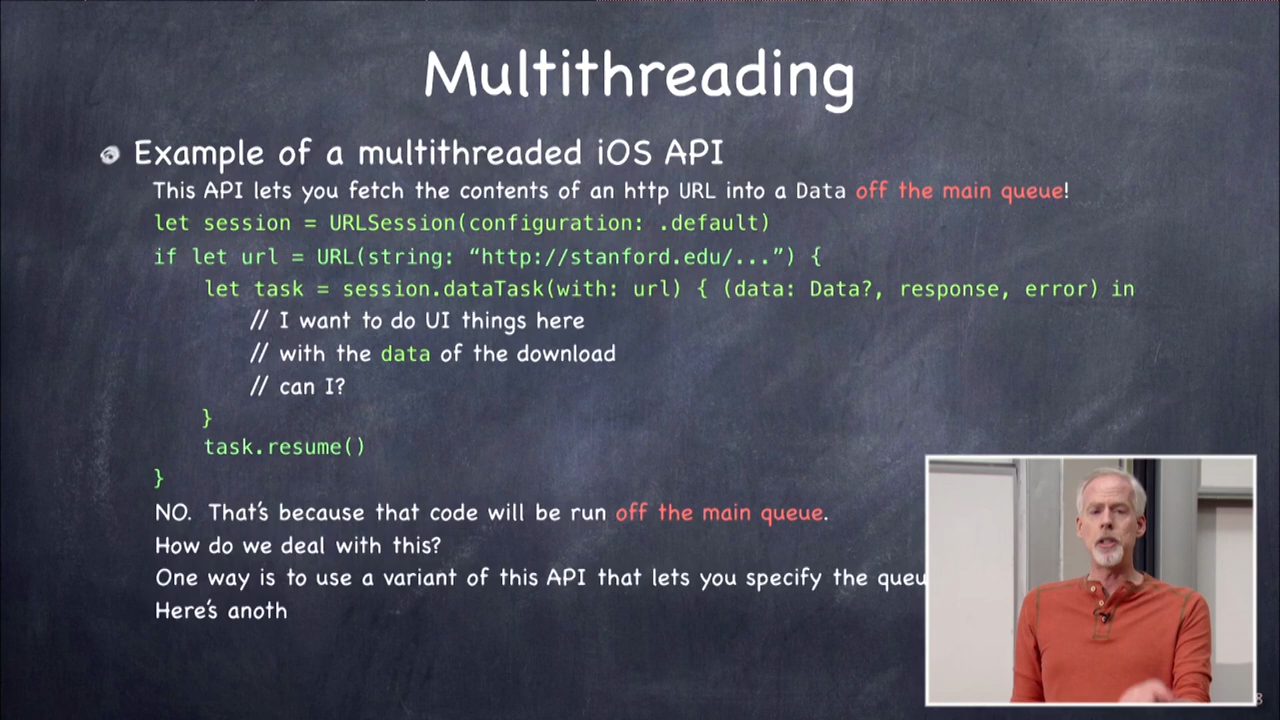 Multithreading
Example of a multithreaded iOS API
This API lets you fetch the contents of an http URL into a Data off the main queue!
let session = URLSession(configuration: .default)
if let url = URL(string: “http://stanford.edu/...”) {
let task = session.dataTask(with: url) { (data: Data?, response, error) in
// I want to do UI things here
// with the data of the download
// can I?
}
task.resume()
}
NO. That’s because that code will be run off the main queue.
How do we deal with this?
One way is to use a variant of this API that lets you specify the queu
Here’s anoth